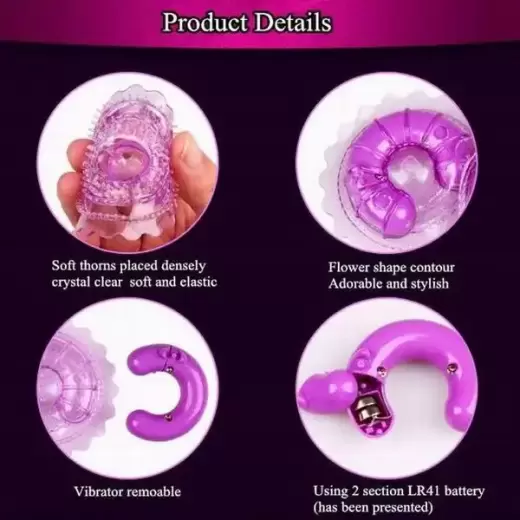 Product Details
Soft thorns placed densely
crystal clear soft and elastic
Flower shape contour
Adorable and stylish
Vibrator remoable
Using 2 section LR41 battery
(has been presented)